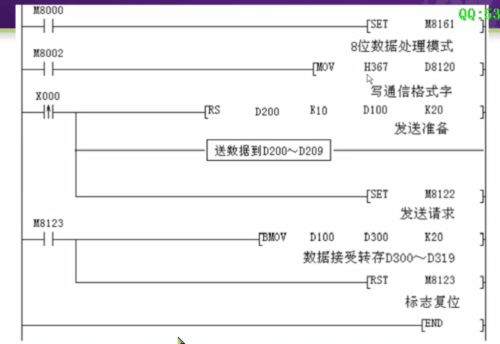 M8000
SET M8161
QQ:53
8位数据处理模式
M8002
MOV H367 D8120
写通信格式字
X000
RS D200 K10 D100 K20
发送准备
送数据到D200～D209
SET M8122
发送请求
M8123
BMOV D100 D300 K20
数据接受转存D300～D319
RST M8123
标志复位
END